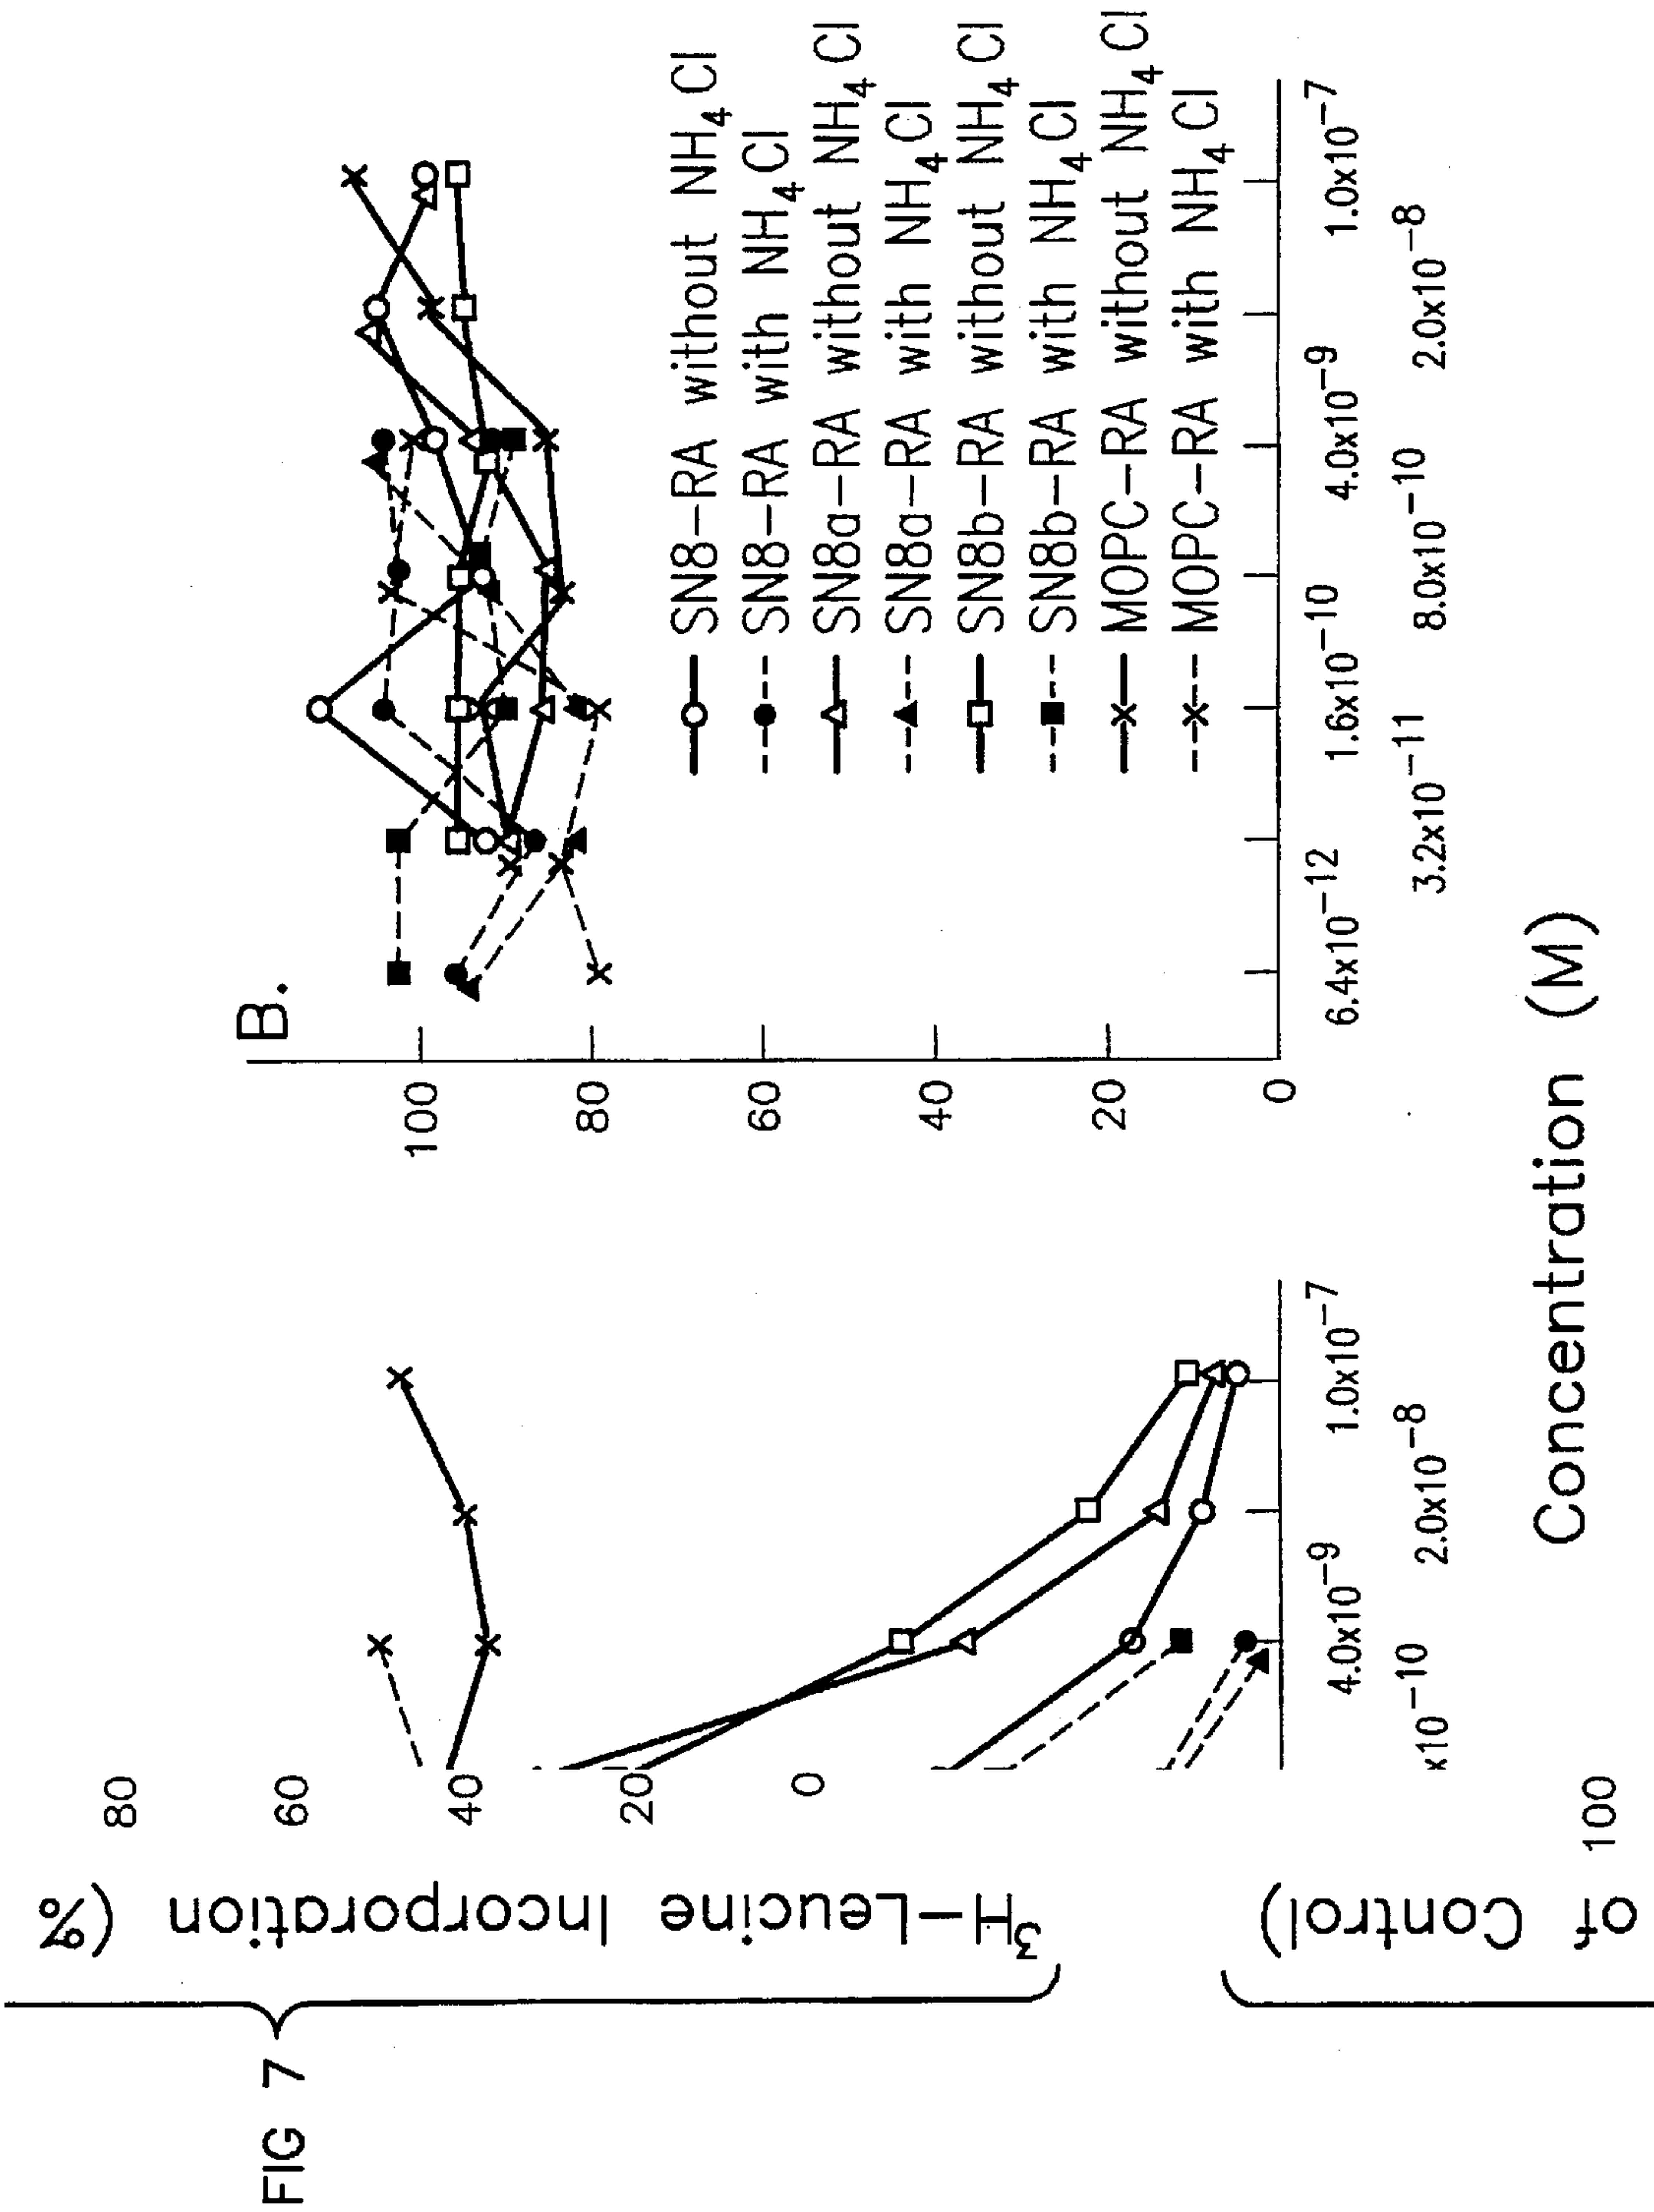 FIG 7
³H-Leucine Incorporation (%
of Control)
80
60
40
20
0
100
x10⁻¹⁰
4.0x10⁻⁹
2.0x10⁻⁸
1.0x10⁻⁷
B.
100
80
60
40
20
0
SN8-RA without NH₄Cl
SN8-RA with NH₄Cl
SN8a-RA without NH₄Cl
SN8a-RA with NH₄Cl
SN8b-RA without NH₄Cl
SN8b-RA with NH₄Cl
MOPC-RA without NH₄Cl
MOPC-RA with NH₄Cl
6.4x10⁻¹²
3.2x10⁻¹¹
1.6x10⁻¹⁰
8.0x10⁻¹⁰
4.0x10⁻⁹
2.0x10⁻⁸
1.0x10⁻⁷
Concentration (M)